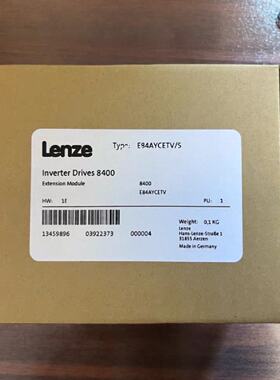 Lenze
Type: E84AYCETV/S
Inverter Drives 8400
Extension Module 8400
E84AYCETV
HW: 1E PU: 1
Weight: 0,1 KG
Lenze
Hans-Lenze-Straße 1
31855 Aerzen
Made in Germany
13459896 03922373 000004